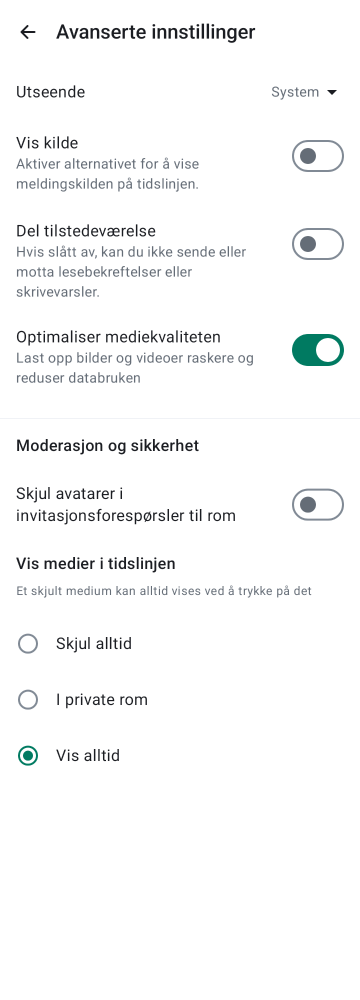 Avanserte innstillinger
Utseende
System
Vis kilde
Aktiver alternativet for å vise
meldingskilden på tidslinjen.
Del tilstedeværelse
Hvis slått av, kan du ikke sende eller
motta lesebekreftelser eller
skrivevarsler.
Optimaliser mediekvaliteten
Last opp bilder og videoer raskere og
reduser databruken
Moderasjon og sikkerhet
Skjul avatarer i
invitasjonsforespørsler til rom
Vis medier i tidslinjen
Et skjult medium kan alltid vises ved å trykke på det
Skjul alltid
I private rom
Vis alltid